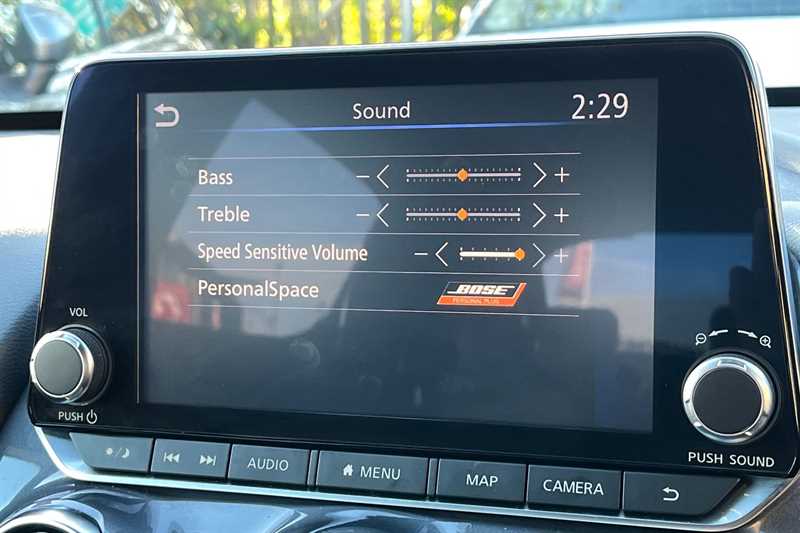 Sound 2:29
Bass − +
Treble − +
Speed Sensitive Volume − +
PersonalSpace BOSE
PERSONAL PLUS
VOL
PUSH
PUSH SOUND
AUDIO
MENU
MAP
CAMERA